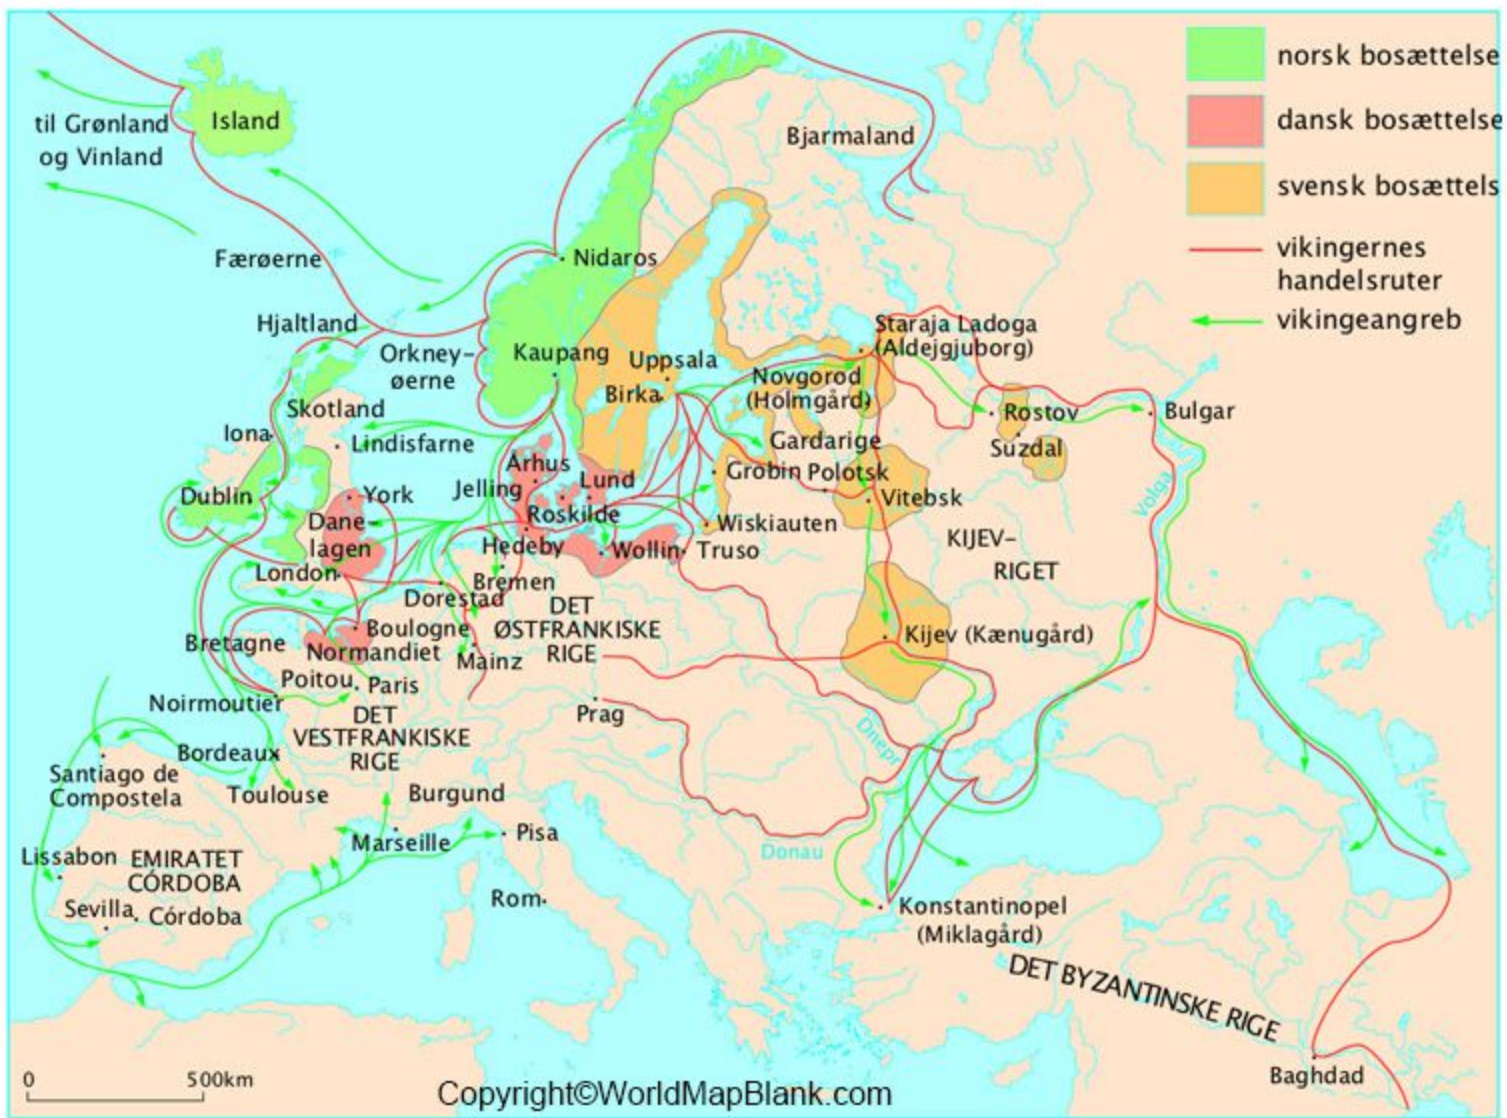 norsk bosættelse
dansk bosættelse
svensk bosættels
vikingernes
handelsruter
vikingeangreb
Island
til Grønland
og Vinland
Bjarmaland
Færøerne
Nidaros
Hjaltland
Orkney-
øerne
Kaupang
Uppsala
Birka
Staraja Ladoga
(Aldejgjuborg)
Novgorod
(Holmgård)
Skotland
Iona
Lindisfarne
Gardarige
Rostov
Suzdal
Bulgar
Århus
Jelling
Lund
Grobin
Polotsk
Vitebsk
Dublin
York
Dane-
lagen
Roskilde
Wiskiauten
Volga
Hedeby
Wollin
Truso
KIJEV-
RIGET
London
Bremen
Dorestad
DET
ØSTFRANKISKE
RIGE
Boulogne
Bretagne
Normandiet
Mainz
Kijev (Kænugård)
Poitou
Paris
Noirmoutier
Prag
DET
VESTFRANKISKE
RIGE
Dnepr
Bordeaux
Santiago de
Compostela
Toulouse
Burgund
Marseille
Pisa
Donau
Lissabon
EMIRATET
CÓRDOBA
Sevilla
Córdoba
Rom
Konstantinopel
(Miklagård)
DET BYZANTINSKE RIGE
Baghdad
0
500km
Copyright©WorldMapBlank.com